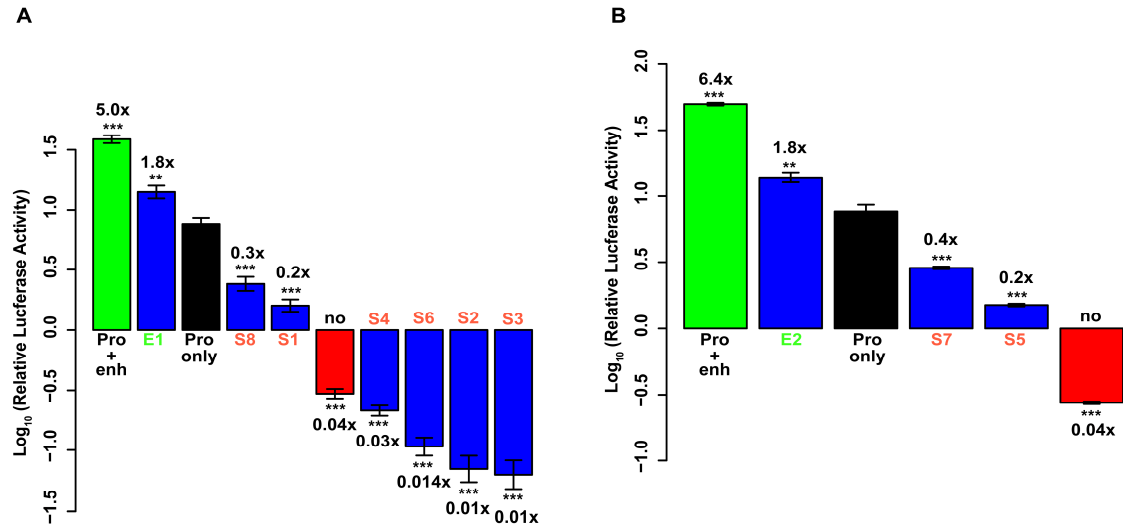 A
Log10 (Relative Lucferase Activity)
1.5
1.0
0.5
0.0
−0.5
−1.0
−1.5
5.0x
***
1.8x
**
0.3x
***
0.2x
***
no
S4
S6
S2
S3
Pro
+
enh
E1
Pro
only
S8
S1
***
0.04x
***
0.03x
***
0.014x
***
0.01x
***
0.01x
B
Log10 (Relative Lucferase Activity)
2.0
1.5
1.0
0.5
0.0
−0.5
−1.0
6.4x
***
1.8x
**
0.4x
***
0.2x
***
no
Pro
+
enh
E2
Pro
only
S7
S5
***
0.04x